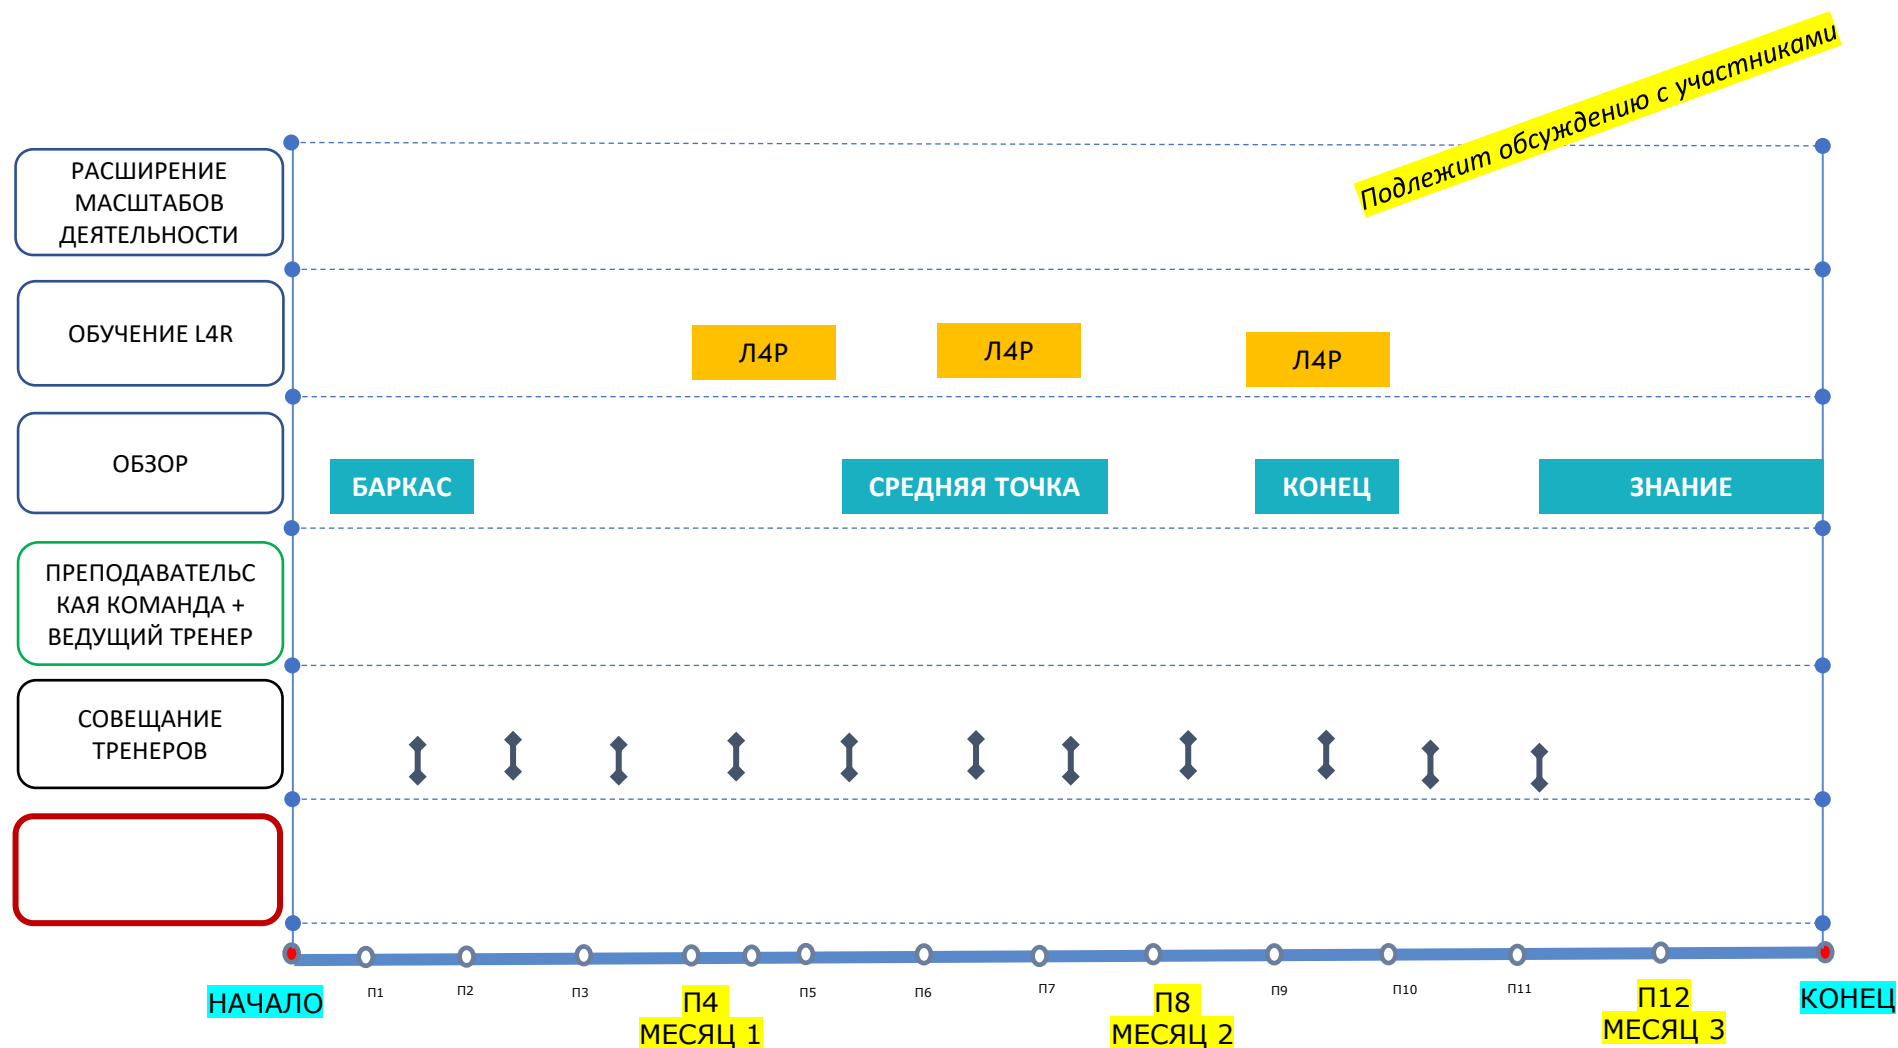 Подлежит обсуждению с участниками
РАСШИРЕНИЕ
МАСШТАБОВ
ДЕЯТЕЛЬНОСТИ
ОБУЧЕНИЕ L4R
Л4Р
Л4Р
Л4Р
ОБЗОР
БАРКАС
СРЕДНЯЯ ТОЧКА
КОНЕЦ
ЗНАНИЕ
ПРЕПОДАВАТЕЛЬС
КАЯ КОМАНДА +
ВЕДУЩИЙ ТРЕНЕР
СОВЕЩАНИЕ
ТРЕНЕРОВ
НАЧАЛО
П1
П2
П3
П4
МЕСЯЦ 1
П5
П6
П7
П8
МЕСЯЦ 2
П9
П10
П11
П12
МЕСЯЦ 3
КОНЕЦ